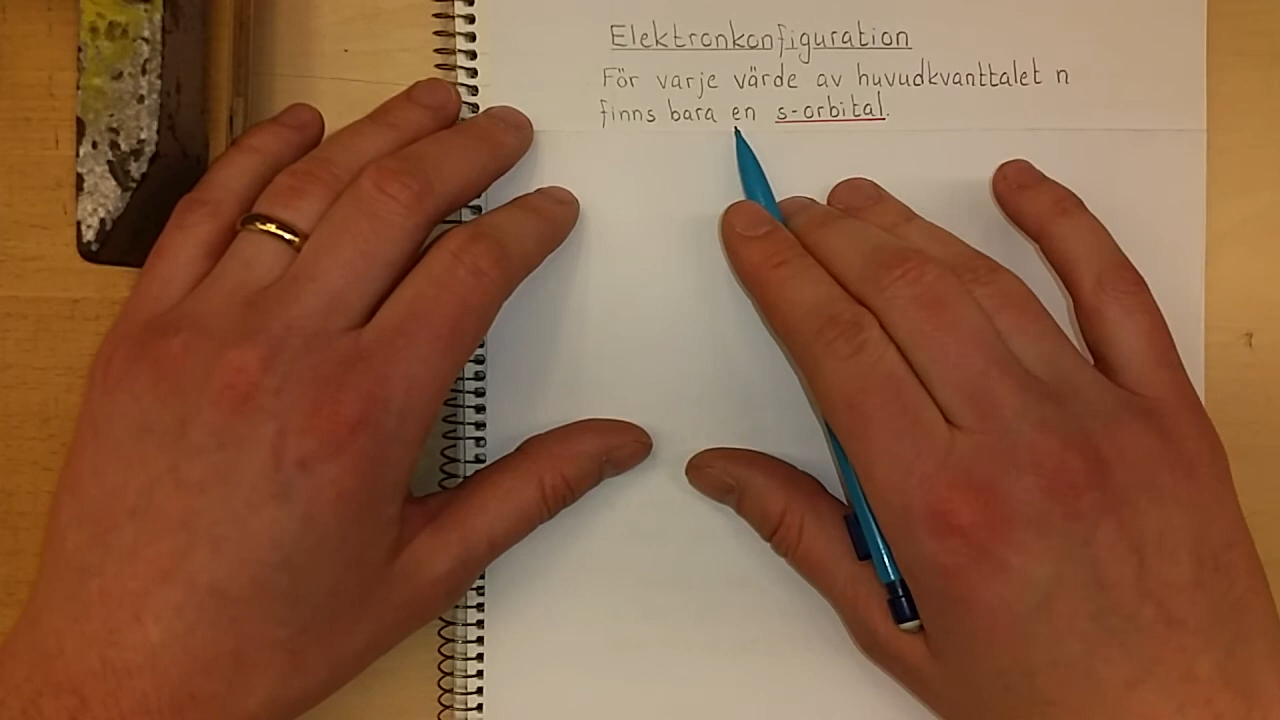 Elektronkonfiguration
För varje värde av huvudkvanttalet n
finns bara en s-orbital.